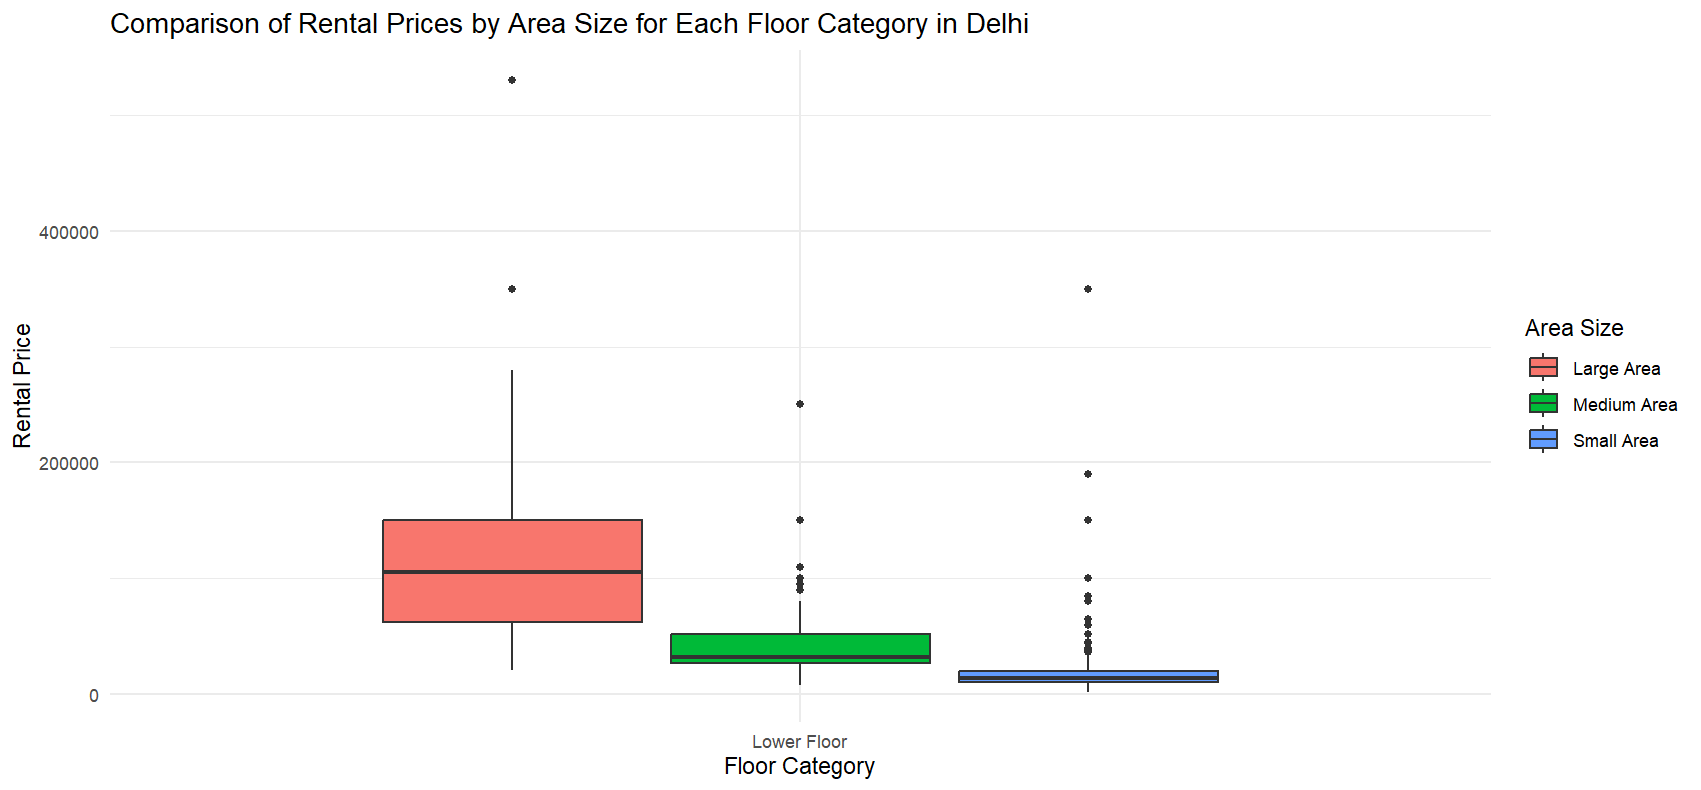 Comparison of Rental Prices by Area Size for Each Floor Category in Delhi
400000
200000
0
Rental Price
Lower Floor
Floor Category
Area Size
Large Area
Medium Area
Small Area